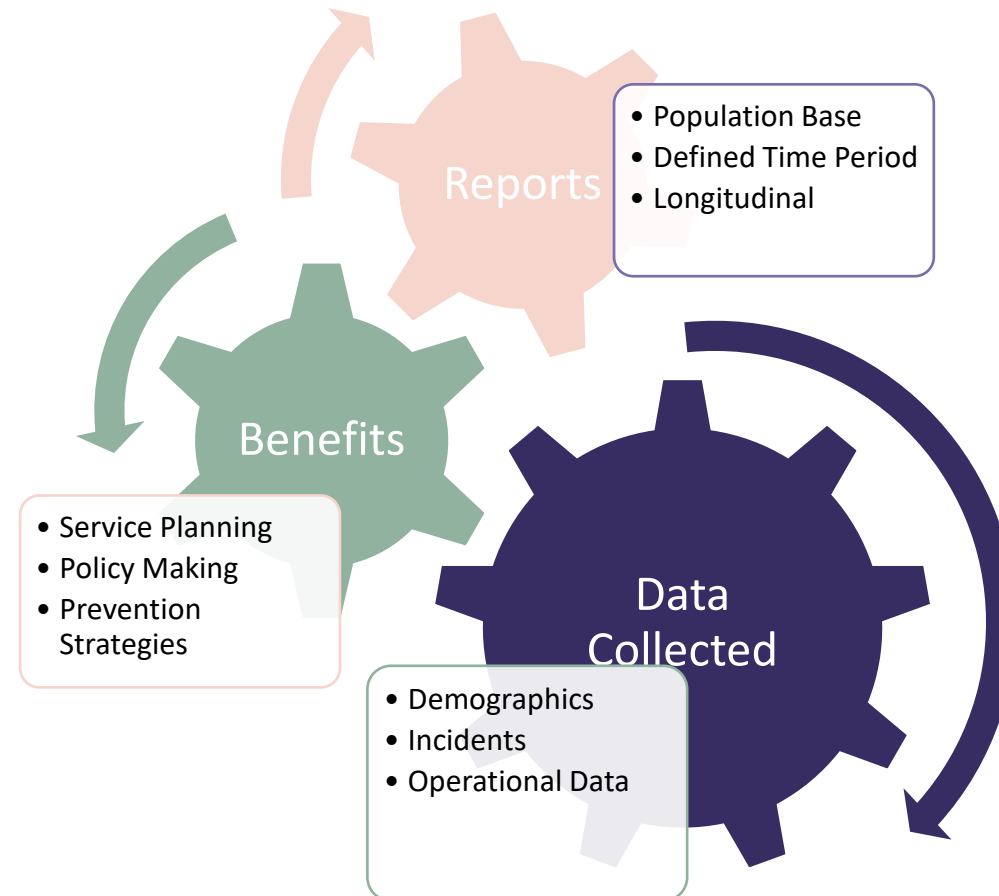 Reports
• Population Base
• Defined Time Period
• Longitudinal
Benefits
• Service Planning
• Policy Making
• Prevention
Strategies
Data
Collected
• Demographics
• Incidents
• Operational Data